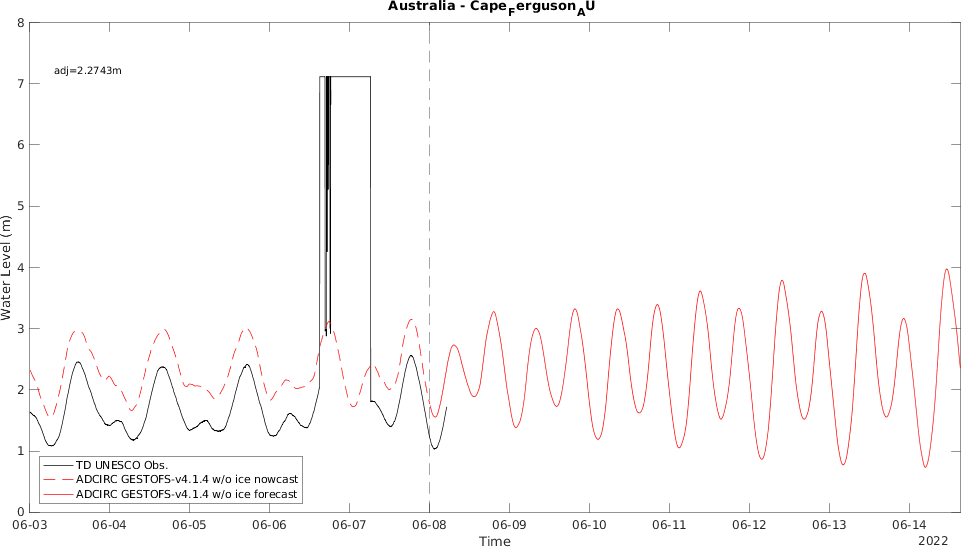 Australia - Cape_Ferguson_AU
8
adj=2.2743m
7
6
5
4
3
2
1
0
Water Level (m)
TD UNESCO Obs.
ADCIRC GESTOFS-v4.1.4 w/o ice nowcast
ADCIRC GESTOFS-v4.1.4 w/o ice forecast
06-03 06-04 06-05 06-06 06-07 06-08 06-09 06-10 06-11 06-12 06-13 06-14
Time
2022